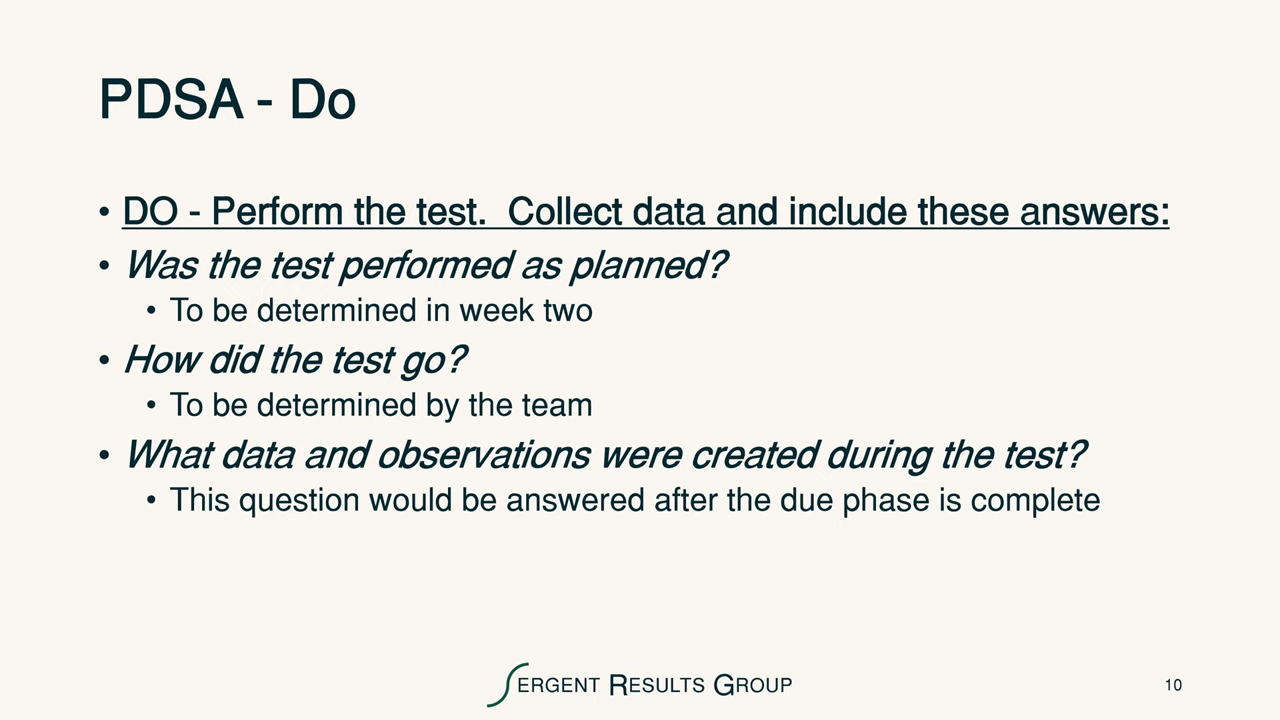 PDSA - Do
• DO - Perform the test.  Collect data and include these answers:
• Was the test performed as planned?
• To be determined in week two
• How did the test go?
• To be determined by the team
• What data and observations were created during the test?
• This question would be answered after the due phase is complete
SERGENT RESULTS GROUP
10